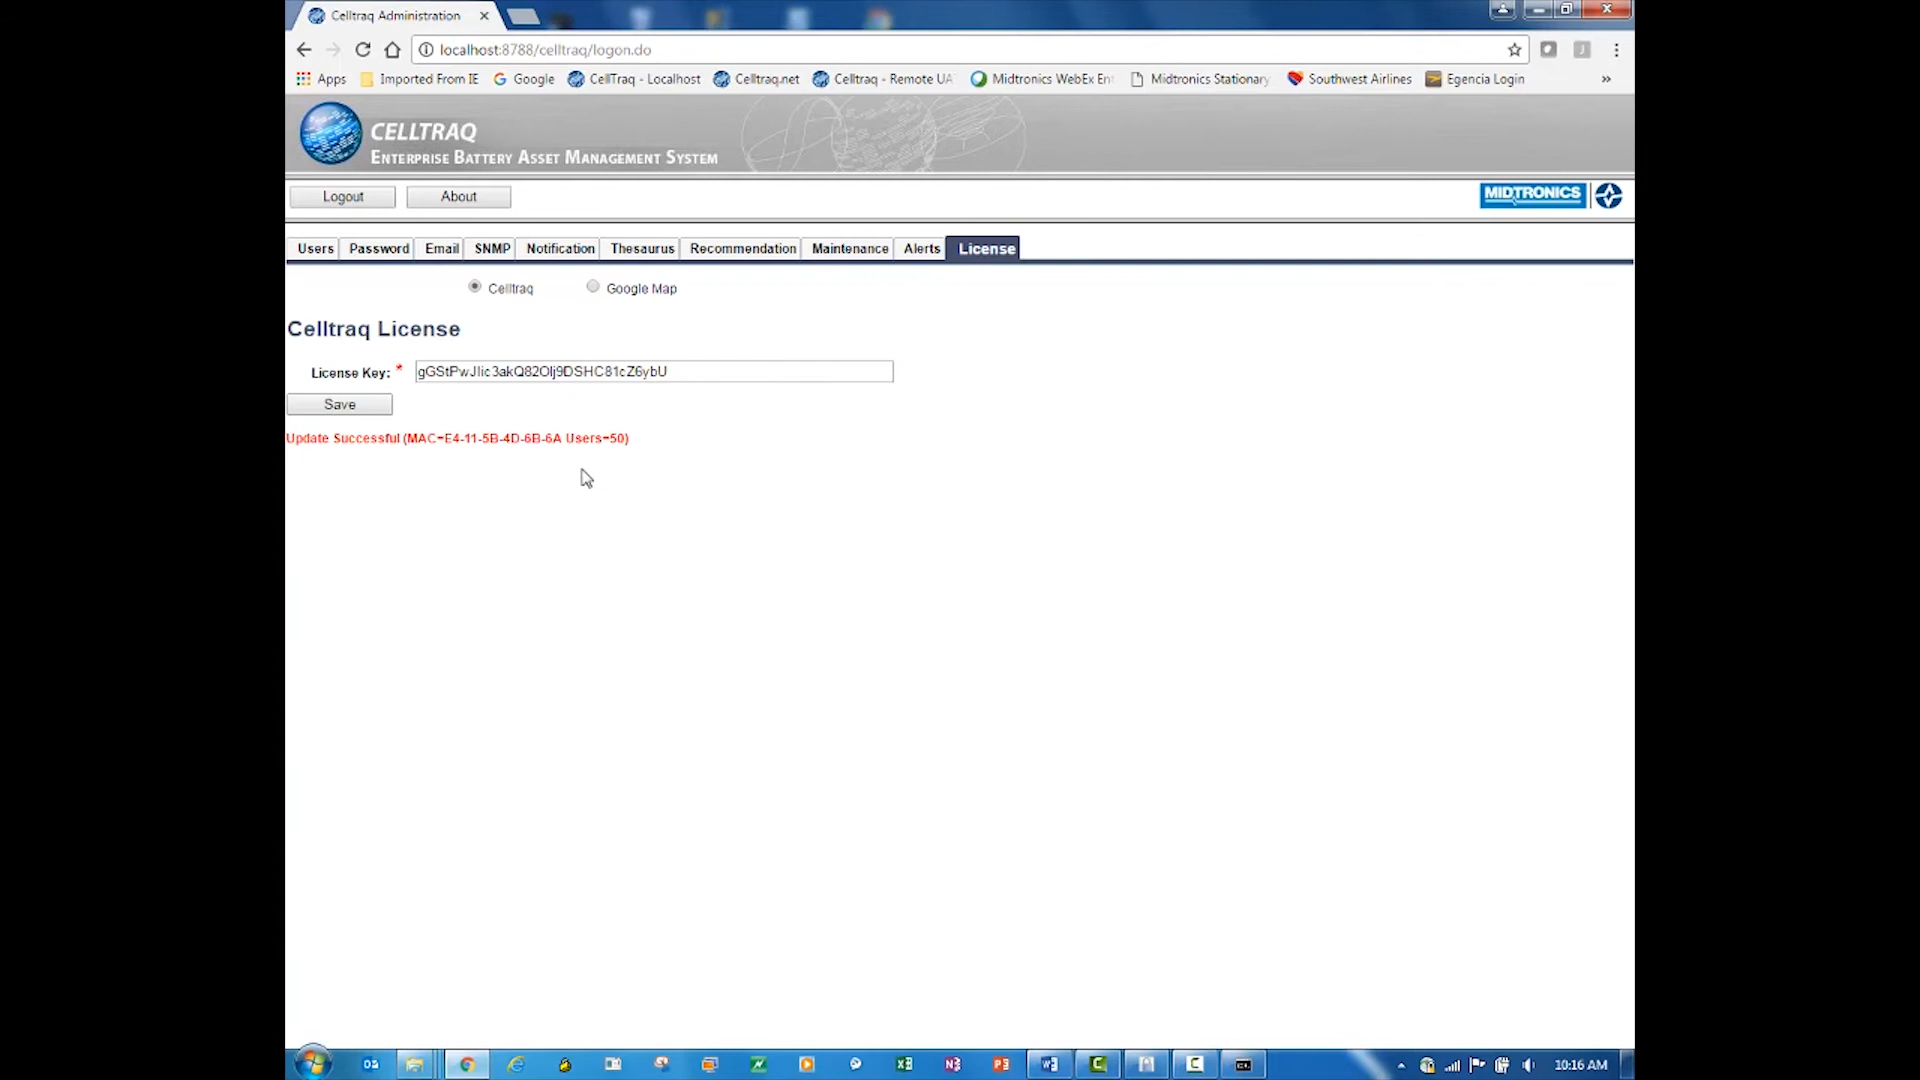 Celltraq Administration
localhost:8788/celltraq/logon.do
Apps Imported From IE Google CellTraq - Localhost Celltraq.net Celltraq - Remote UA Midtronics WebEx Ent Midtronics Stationary Southwest Airlines Egencia Login »
CELLTRAQ
ENTERPRISE BATTERY ASSET MANAGEMENT SYSTEM
Logout About MIDTRONICS
Users Password Email SNMP Notification Thesaurus Recommendation Maintenance Alerts License
Celltraq Google Map
Celltraq License
License Key: * gGStPwJlic3akQ82Olj9DSHC81cZ6ybU
Save
Update Successful (MAC=E4-11-5B-4D-6B-6A Users=50)
10:16 AM